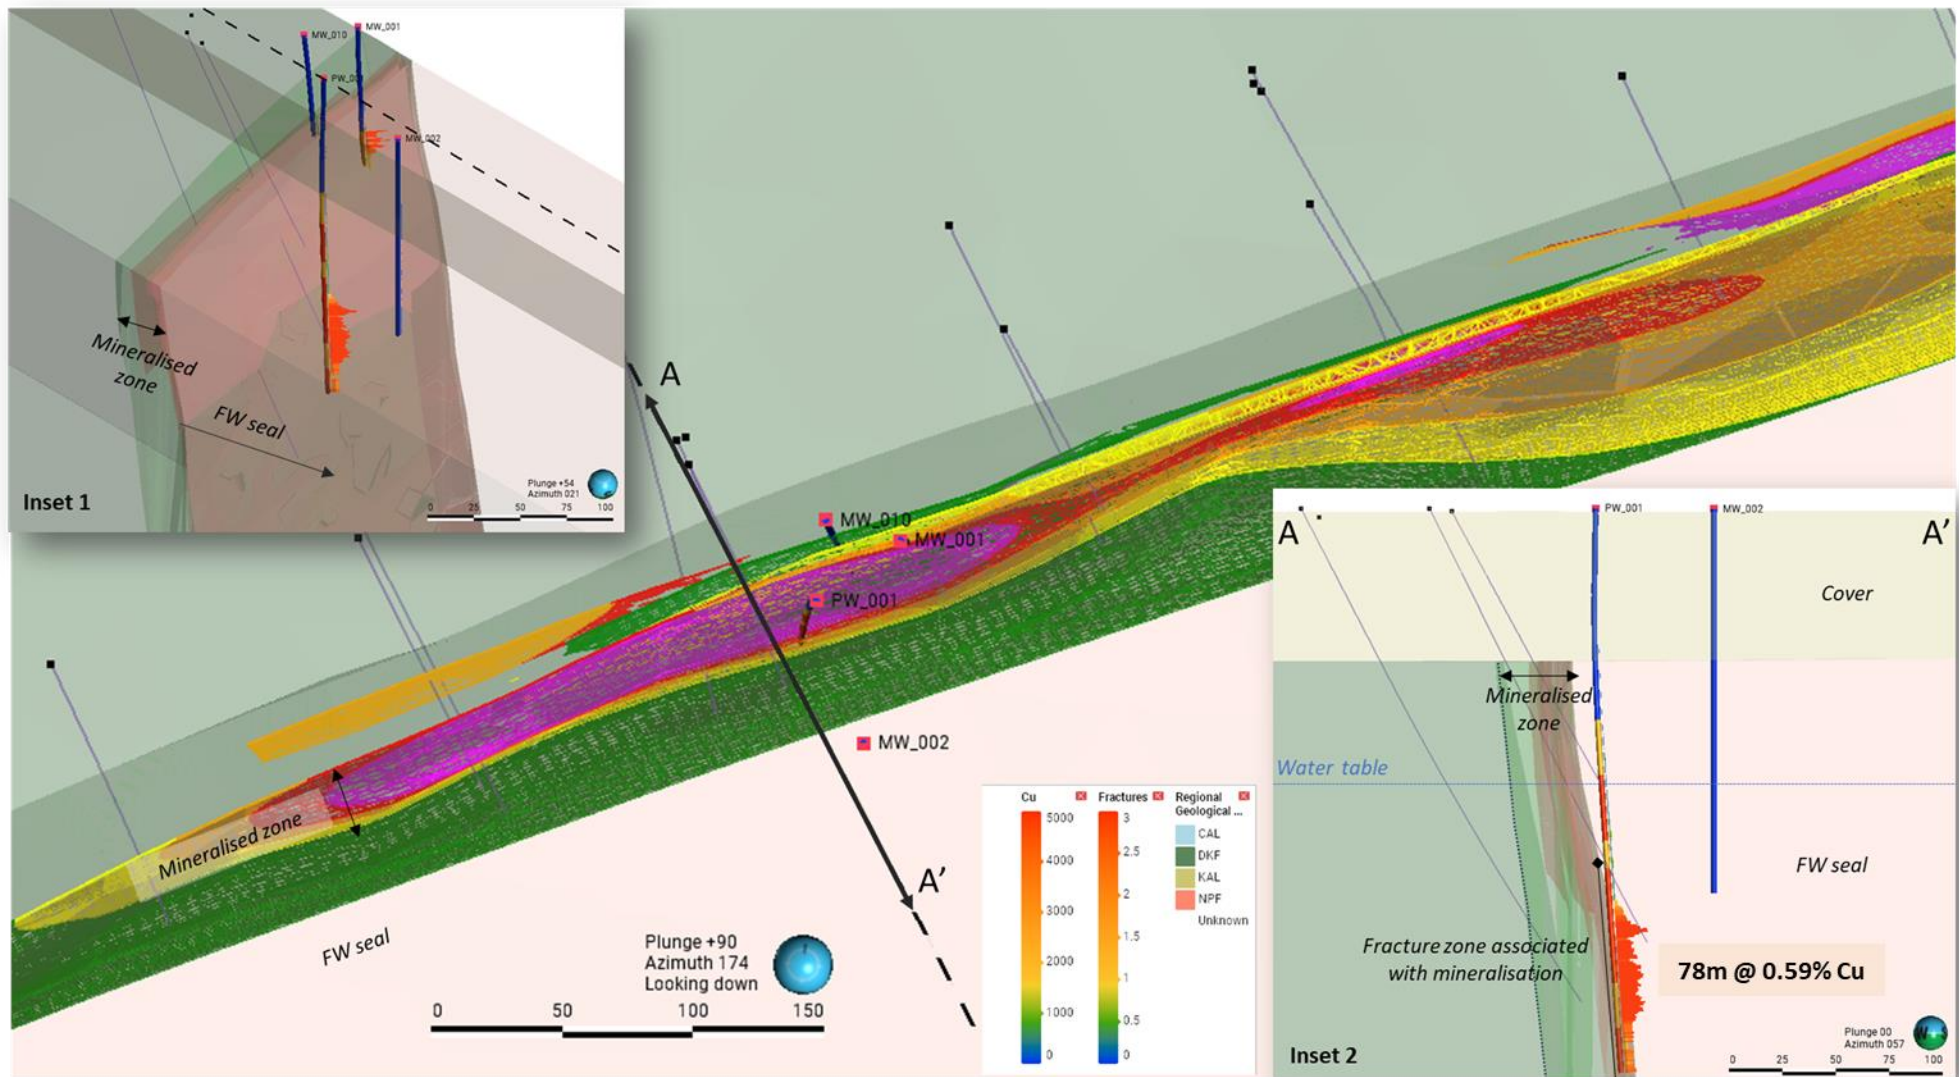 MW_010
MW_001
PW_00
MW_002
Mineralised
zone
FW seal
Inset 1
Plunge +54
Azimuth 021
0 25 50 75 100
A
MW_010
MW_001
PW_001
MW_002
A’
Mineralised zone
FW seal
Plunge +90
Azimuth 174
Looking down
0 50 100 150
Cu
5000
4000
3000
2000
1000
0
Fractures
3
2.5
2
1.5
1
0.5
0
Regional
Geological ...
CAL
DKF
KAL
NPF
Unknown
A
PW_001
MW_002
A’
Cover
Mineralised
zone
Water table
FW seal
Fracture zone associated
with mineralisation
78m @ 0.59% Cu
Inset 2
Plunge 00
Azimuth 057
0 25 50 75 100